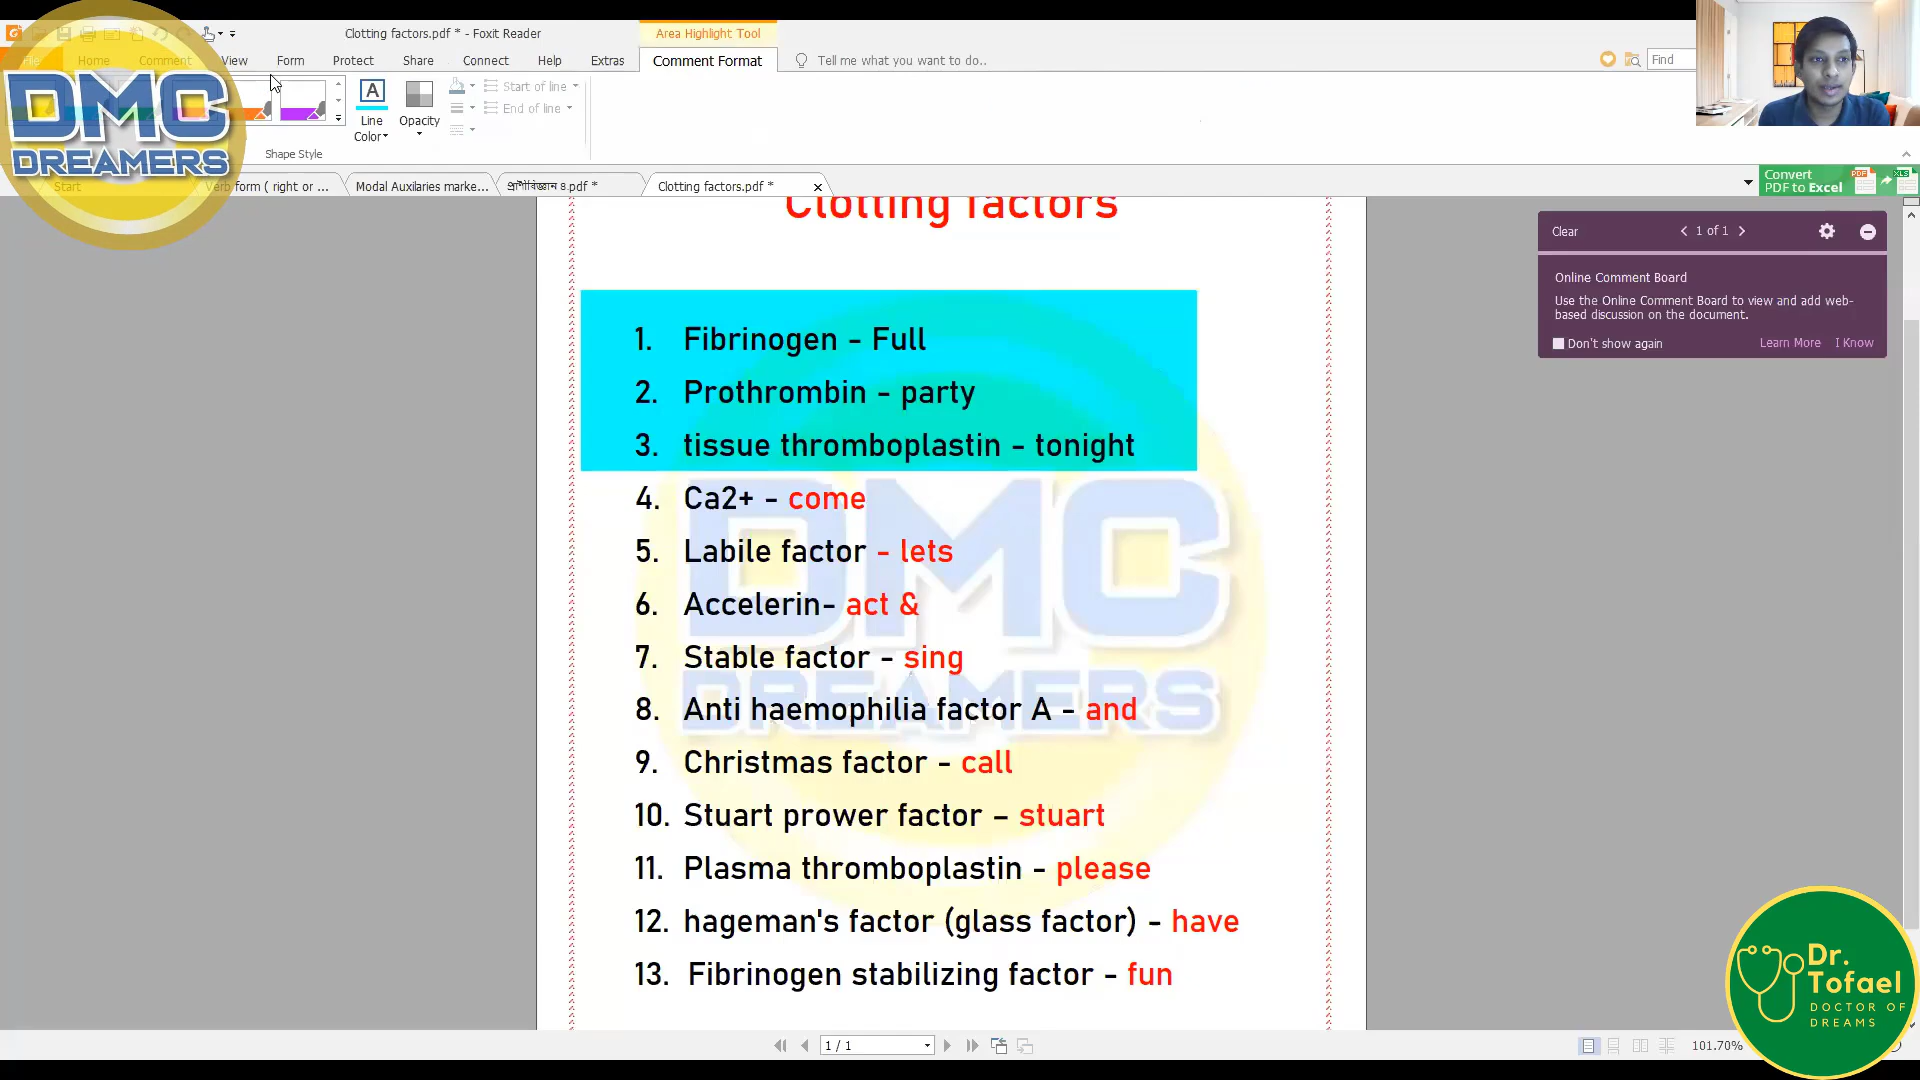 Clotting factors.pdf * - Foxit Reader
Area Highlight Tool
File Home Comment View Form Protect Share Connect Help Extras Comment Format Tell me what you want to do.. Find
Line Color
Opacity
Start of line
End of line
Shape Style
Start Verb form ( right or ... Modal Auxilaries marke... প্রাণীবিজ্ঞান ৪.pdf * Clotting factors.pdf *
Convert
PDF to Excel
DMC
DREAMERS
Clotting factors
1. Fibrinogen - Full
2. Prothrombin - party
3. tissue thromboplastin - tonight
4. Ca2+ - come
5. Labile factor - lets
6. Accelerin- act &
7. Stable factor - sing
8. Anti haemophilia factor A - and
9. Christmas factor - call
10. Stuart prower factor – stuart
11. Plasma thromboplastin - please
12. hageman's factor (glass factor) - have
13. Fibrinogen stabilizing factor - fun
DMC
DREAMERS
Clear 1 of 1
Online Comment Board
Use the Online Comment Board to view and add web-
based discussion on the document.
Don't show again Learn More I Know
1 / 1
101.70%
Dr.
Tofael
DOCTOR OF
DREAMS